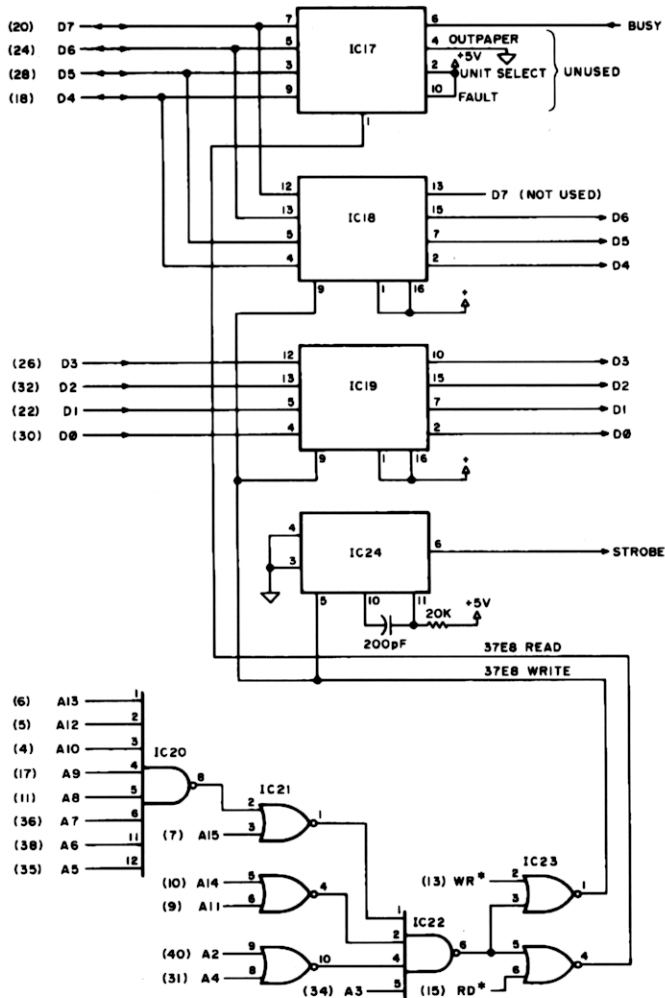 (20) D7 7 IC17 6 BUSY
(24) D6 5 4 OUTPAPER
+5V
(28) D5 3 2 UNIT SELECT UNUSED
(18) D4 9 10 FAULT
1
12 IC18 13 D7 (NOT USED)
13 15 D6
5 7 D5
4 2 D4
9 1 16 +
(26) D3 12 IC19 10 D3
(32) D2 13 15 D2
(22) D1 5 7 D1
(30) D0 4 2 D0
9 1 16 +
4 IC24 6 STROBE
3
5 10 11 20K +5V
200pF
37E8 READ
37E8 WRITE
(6) A13 1
(5) A12 2
(4) A10 3 IC20
(17) A9 4 8 IC21
(11) A8 5 2 1
(36) A7 6 (7) A15 3
(38) A6 11
(35) A5 12
(10) A14 5 4
(9) A11 6
(40) A2 9 10
(31) A4 8
1 IC22
2 6
4
(34) A3 5
IC23
(13) WR* 2 1
3
5 4
(15) RD* 6